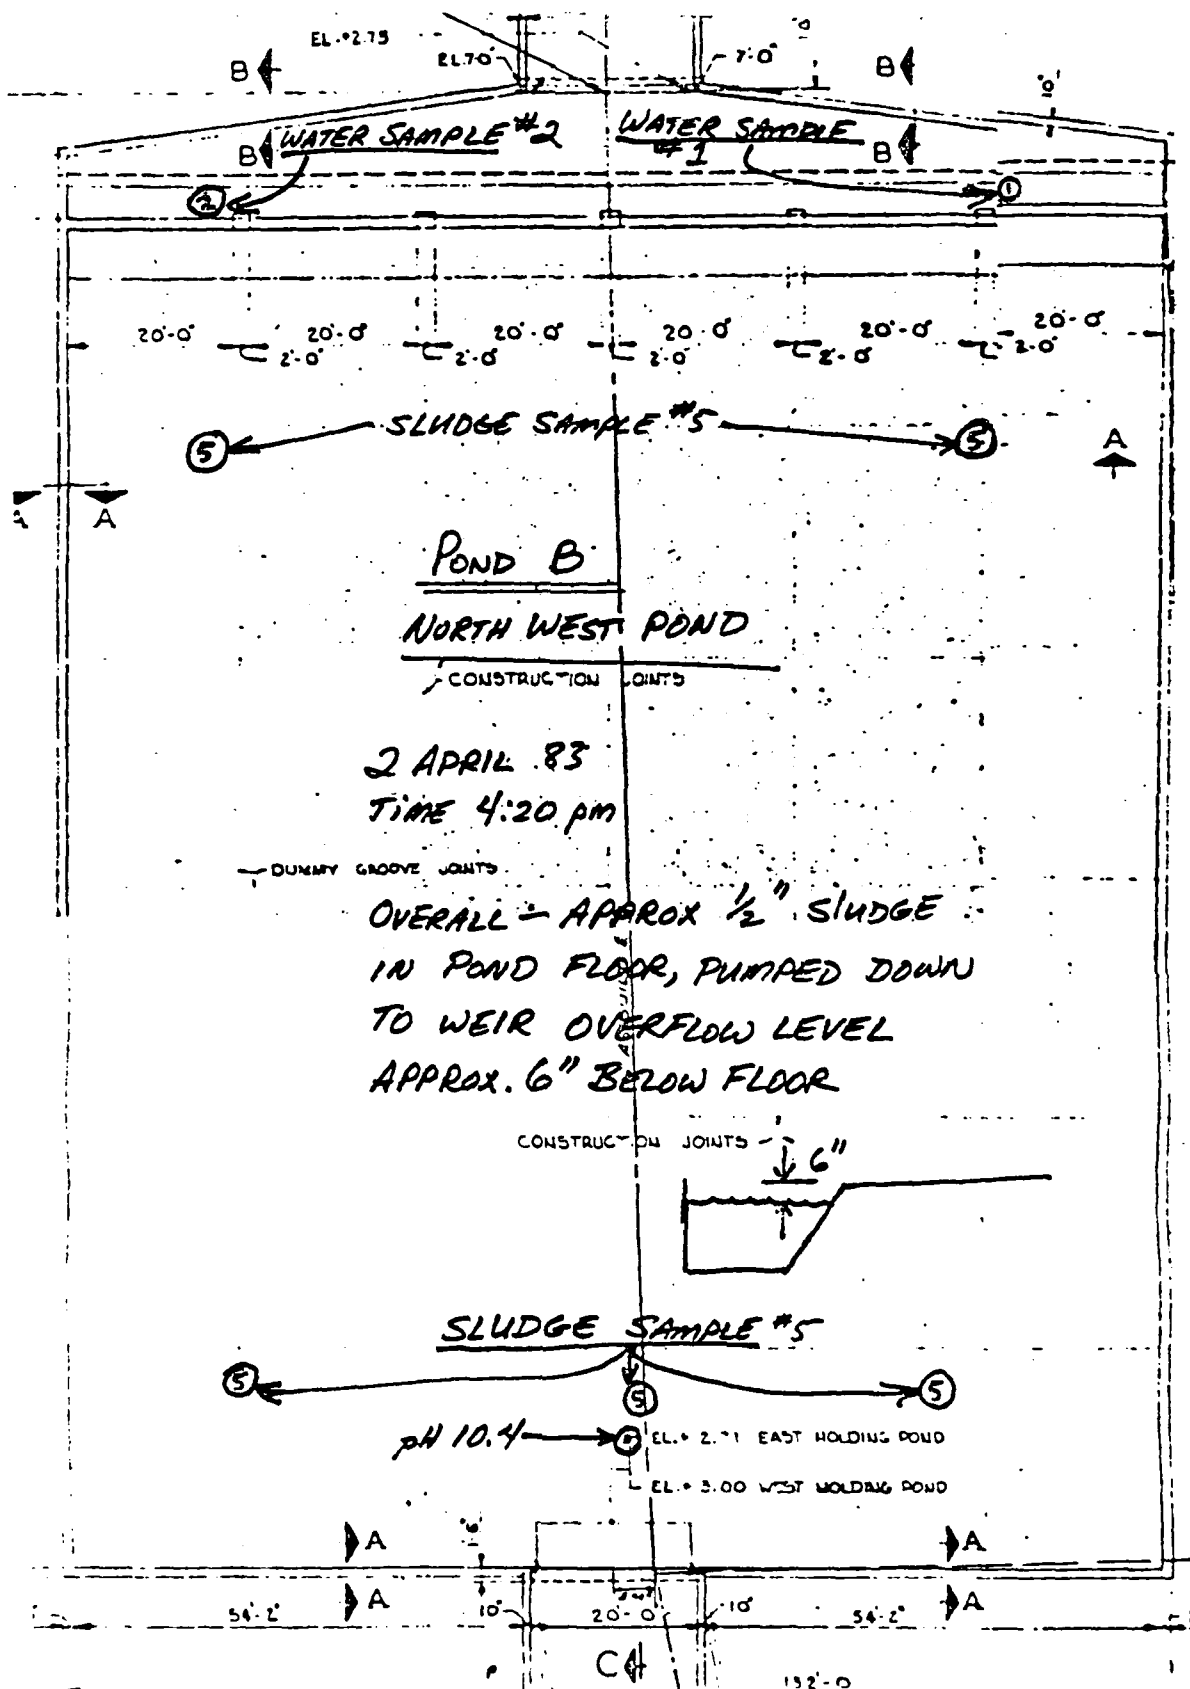 EL.+2.75
EL.7'-0"
7'-0"
B
B
WATER SAMPLE #2
WATER SAMPLE
#1
B
B
2
1
20'-0"
20'-0"
20'-0"
20'-0"
20'-0"
20'-0"
2'-0"
2'-0"
2'-0"
2'-0"
2'-0"
SLUDGE SAMPLE #5
5
5
A
A
POND B
NORTH WEST POND
CONSTRUCTION JOINTS
2 APRIL 83
TIME 4:20 pm
DUMMY GROOVE JOINTS
OVERALL - APPROX 1/2" SLUDGE
IN POND FLOOR, PUMPED DOWN
TO WEIR OVERFLOW LEVEL
APPROX. 6" BELOW FLOOR
CONSTRUCTION JOINTS
6"
SLUDGE SAMPLE #5
5
5
5
pH 10.4
EAST HOLDING POND
EL.+ 3.00 WEST HOLDING POND
A
A
A
A
54'-2"
10"
20'-0"
10"
54'-2"
C
132'-0